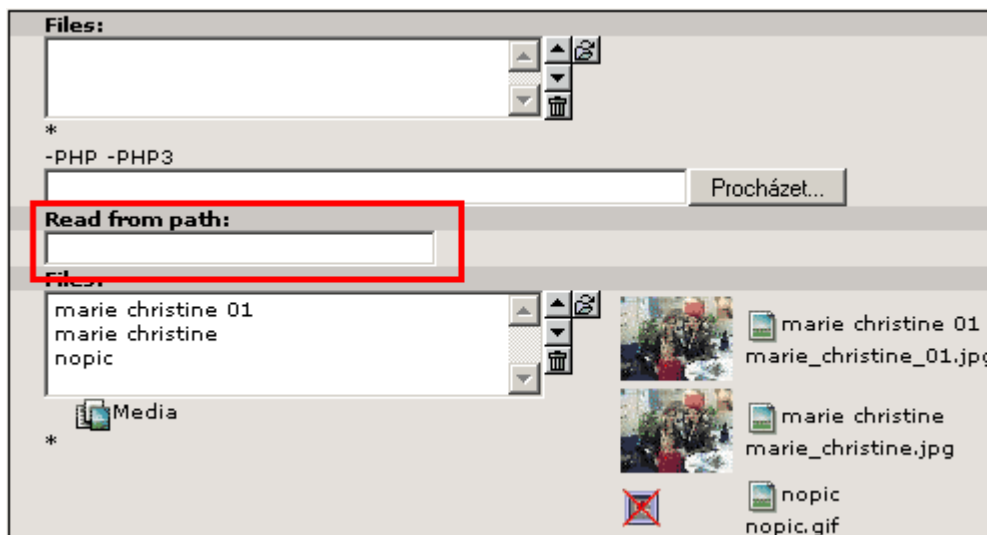 Files:
*
-PHP -PHP3
Procházet...
Read from path:
Files:
marie christine 01
marie christine
nopic
Media
*
marie christine 01
marie_christine_01.jpg
marie christine
marie_christine.jpg
nopic
nopic.gif